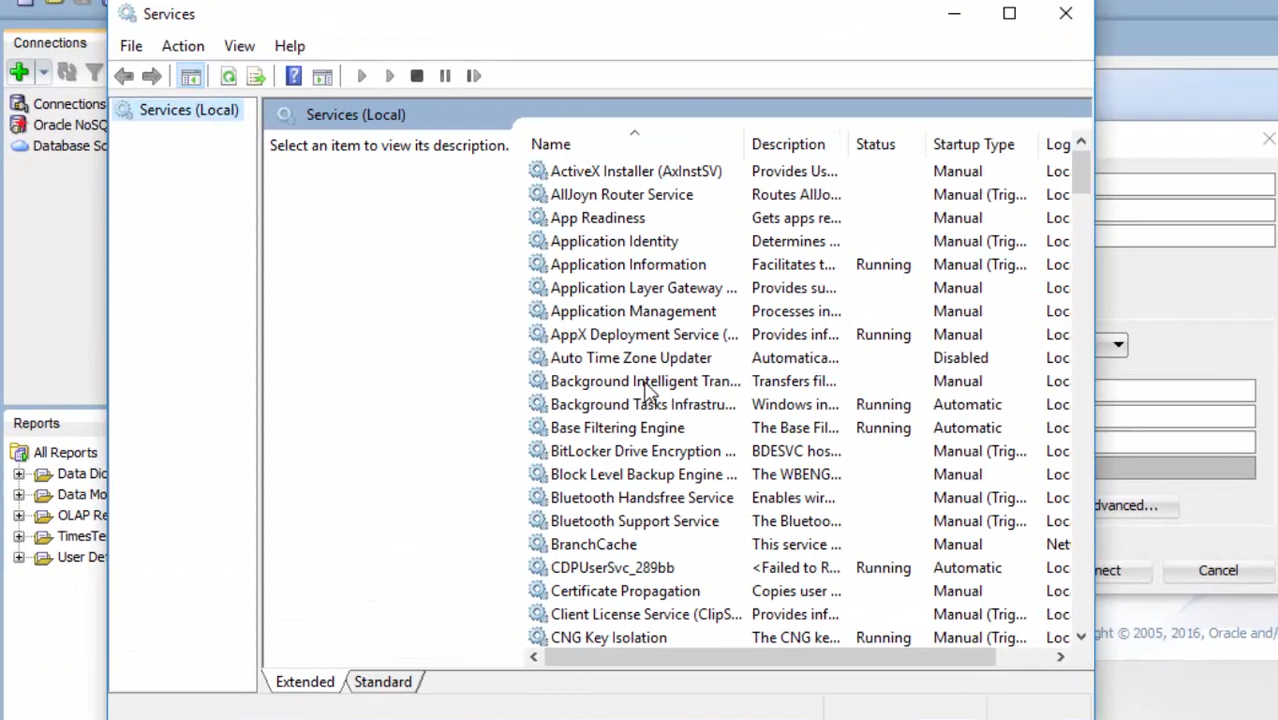 Services
File Action View Help
Connections
Connections
Oracle NoSQ
Database Sc
Reports
All Reports
Data Dic
Data Mo
OLAP Re
TimesTe
User De
Services (Local)
Services (Local)
Select an item to view its description.
Name Description Status Startup Type Log
ActiveX Installer (AxInstSV) Provides Us... Manual Loc
AllJoyn Router Service Routes AllJo... Manual (Trig... Loc
App Readiness Gets apps re... Manual Loc
Application Identity Determines ... Manual (Trig... Loc
Application Information Facilitates t... Running Manual (Trig... Loc
Application Layer Gateway ... Provides su... Manual Loc
Application Management Processes in... Manual Loc
AppX Deployment Service (... Provides inf... Running Manual Loc
Auto Time Zone Updater Automatica... Disabled Loc
Background Intelligent Tran... Transfers fil... Manual Loc
Background Tasks Infrastru... Windows in... Running Automatic Loc
Base Filtering Engine The Base Fil... Running Automatic Loc
BitLocker Drive Encryption ... BDESVC hos... Manual (Trig... Loc
Block Level Backup Engine ... The WBENG... Manual Loc
Bluetooth Handsfree Service Enables wir... Manual (Trig... Loc
Bluetooth Support Service The Bluetoo... Manual (Trig... Loc
BranchCache This service ... Manual Net
CDPUserSvc_289bb <Failed to R... Running Automatic Loc
Certificate Propagation Copies user ... Manual Loc
Client License Service (ClipS... Provides inf... Manual (Trig... Loc
CNG Key Isolation The CNG ke... Running Manual (Trig... Loc
Extended Standard
dvanced...
nect Cancel
ght © 2005, 2016, Oracle and/